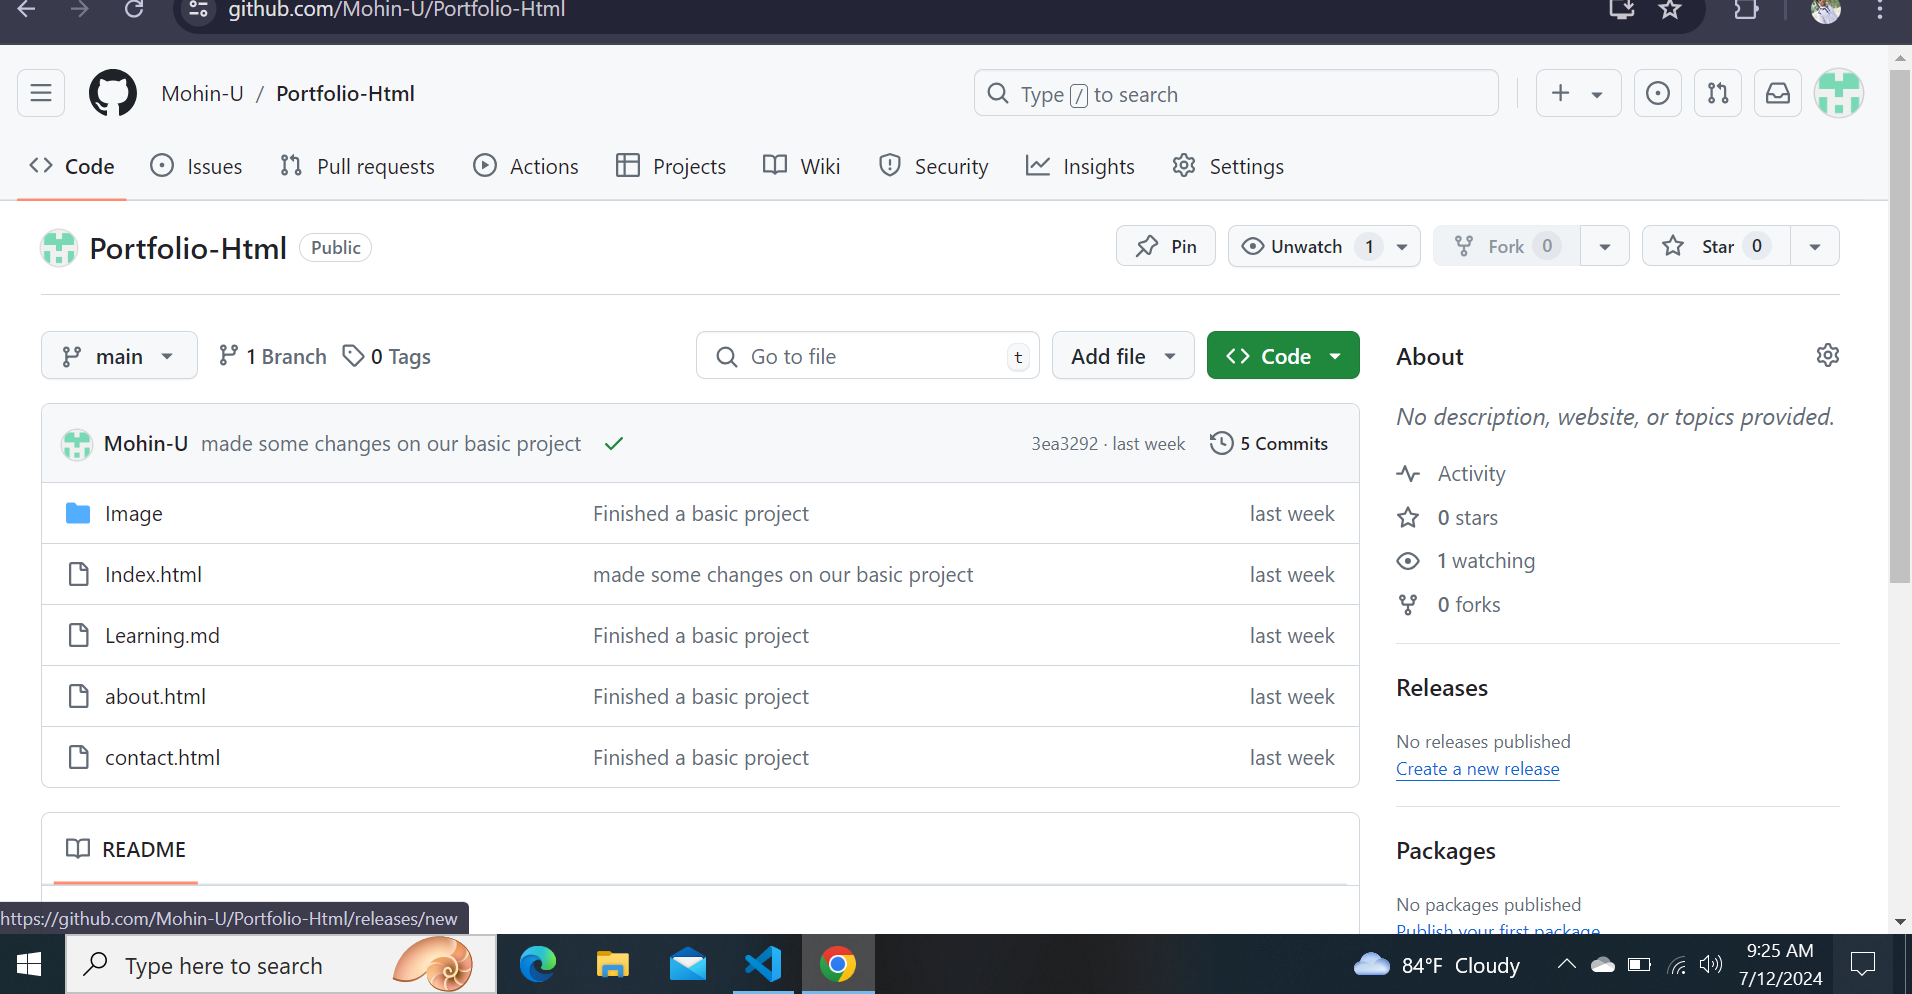 github.com/Mohin-U/Portfolio-Html
Mohin-U / Portfolio-Html
Type / to search
Code Issues Pull requests Actions Projects Wiki Security Insights Settings
Portfolio-Html Public
Pin Unwatch 1 Fork 0 Star 0
main 1 Branch 0 Tags Go to file t Add file Code
Mohin-U made some changes on our basic project 3ea3292 · last week 5 Commits
Image Finished a basic project last week
Index.html made some changes on our basic project last week
Learning.md Finished a basic project last week
about.html Finished a basic project last week
contact.html Finished a basic project last week
README
About
No description, website, or topics provided.
Activity
0 stars
1 watching
0 forks
Releases
No releases published
Create a new release
Packages
No packages published
Publish your first package
https://github.com/Mohin-U/Portfolio-Html/releases/new
Type here to search
84°F Cloudy
9:25 AM
7/12/2024